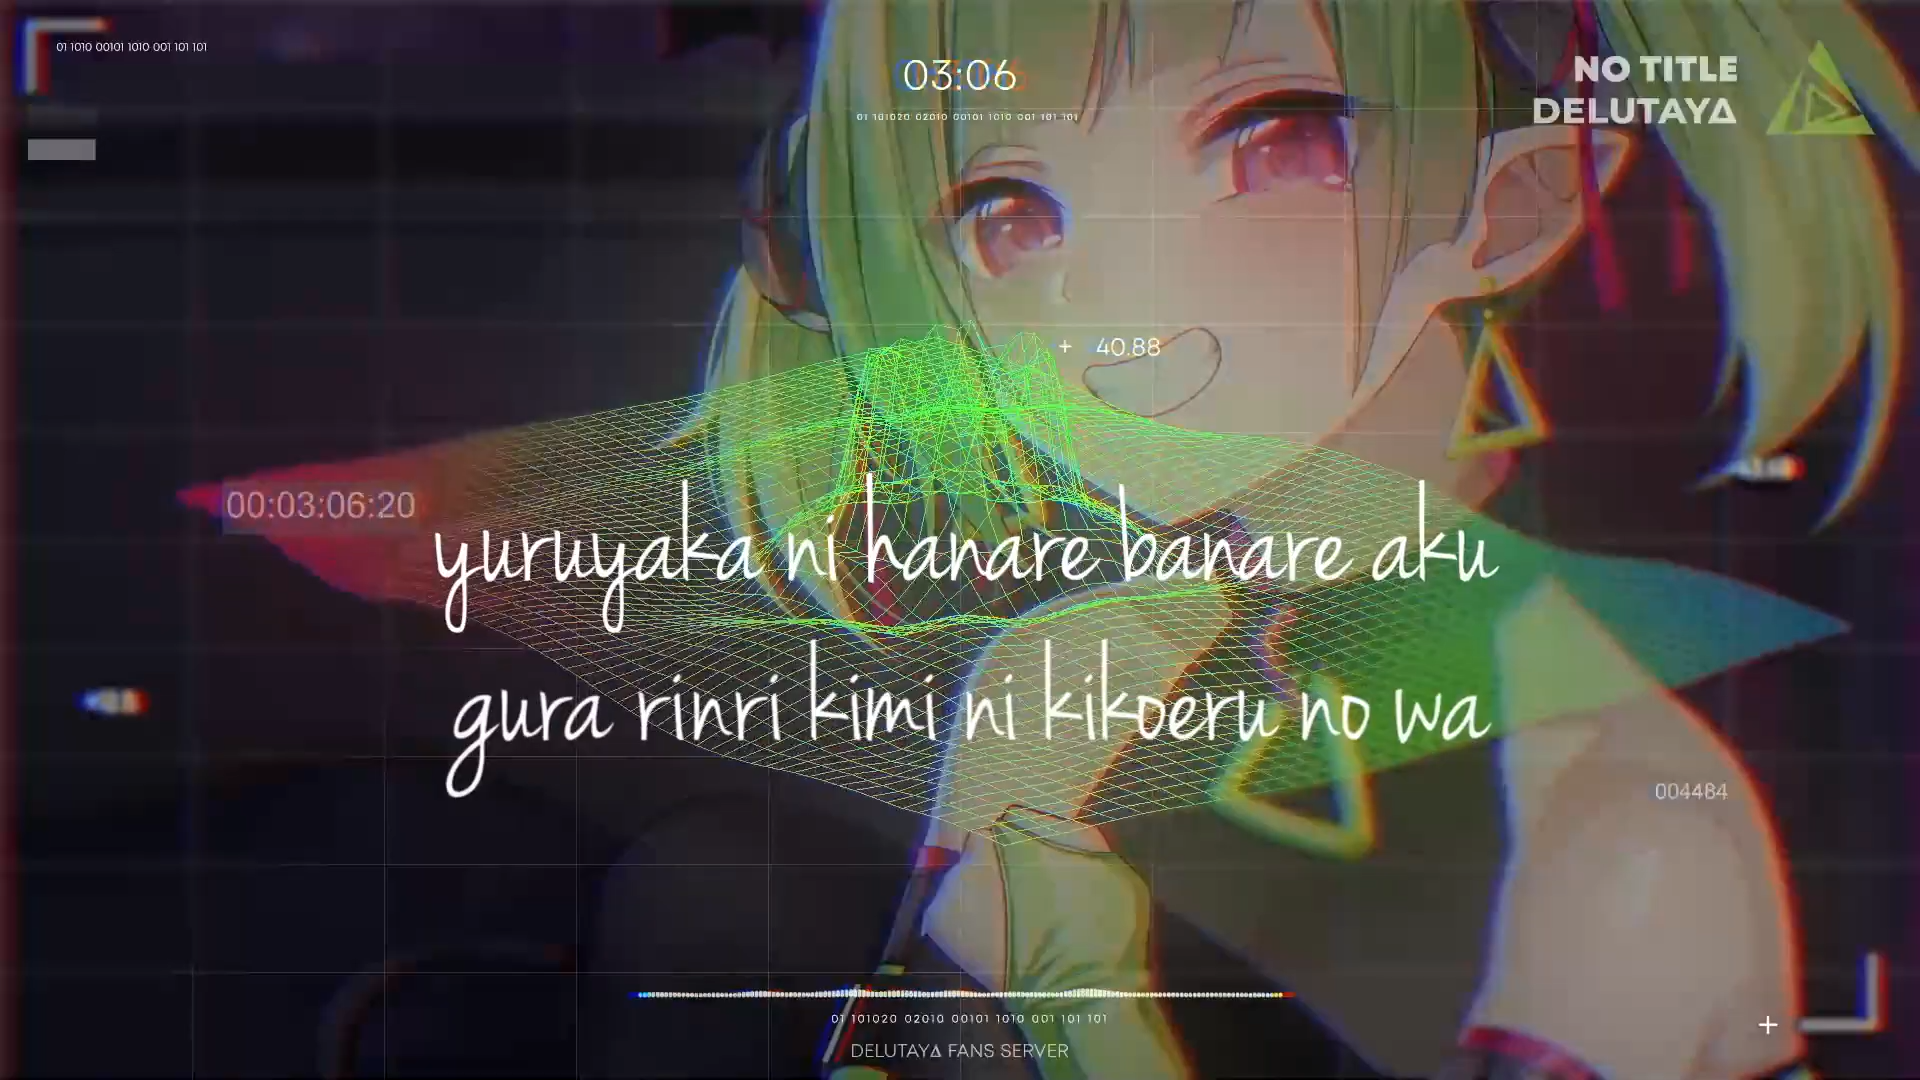 01 1010 00101 1010 001 101 101
03:06
01 101020 02010 00101 1010 001 101 101
NO TITLE
DELUTAYΔ
+ 40.88
00:03:06:20
yuruyaka ni hanare banare aku
gura rinri kimi ni kikoeru no wa
004484
01 101020 02010 00101 1010 001 101 101
DELUTAYΔ FANS SERVER